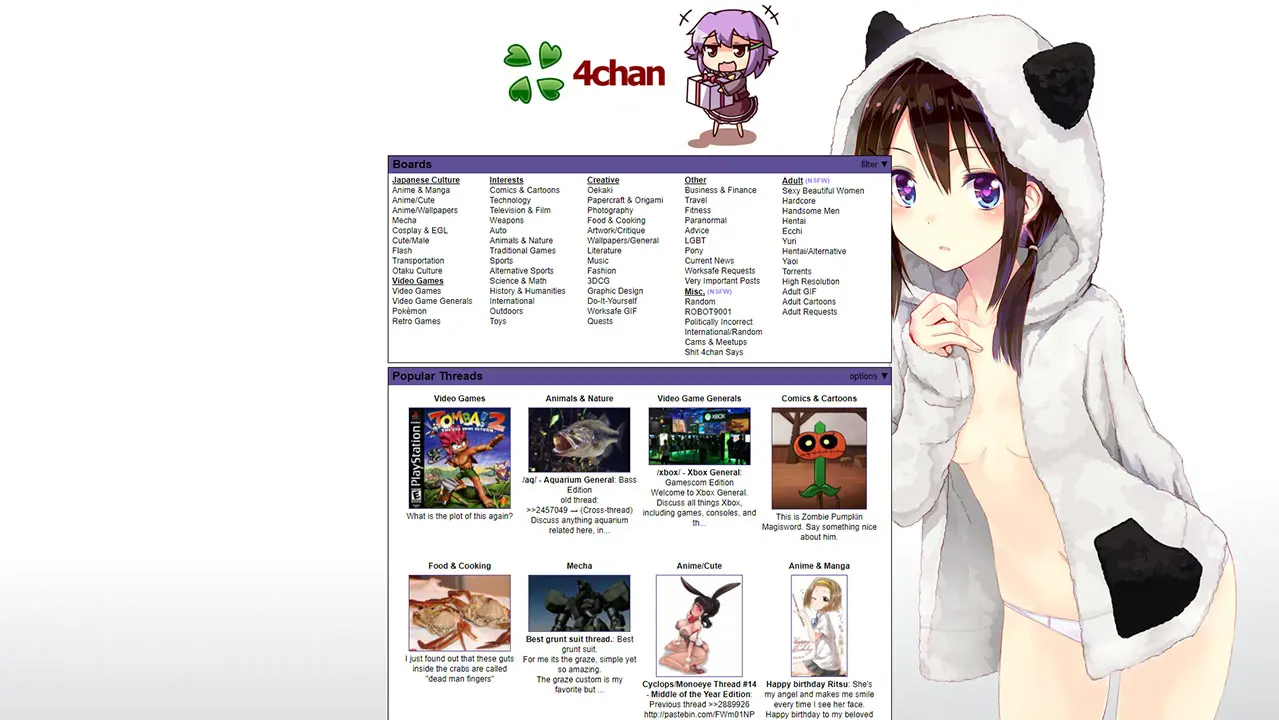 4chan
Boards
filter ▼
Japanese Culture
Anime & Manga
Anime/Cute
Anime/Wallpapers
Mecha
Cosplay & EGL
Cute/Male
Flash
Transportation
Otaku Culture
Video Games
Video Games
Video Game Generals
Pokémon
Retro Games
Interests
Comics & Cartoons
Technology
Television & Film
Weapons
Auto
Animals & Nature
Traditional Games
Sports
Alternative Sports
Science & Math
History & Humanities
International
Outdoors
Toys
Creative
Oekaki
Papercraft & Origami
Photography
Food & Cooking
Artwork/Critique
Wallpapers/General
Literature
Music
Fashion
3DCG
Graphic Design
Do-It-Yourself
Worksafe GIF
Quests
Other
Business & Finance
Travel
Fitness
Paranormal
Advice
LGBT
Pony
Current News
Worksafe Requests
Very Important Posts
Misc. (NSFW)
Random
ROBOT9001
Politically Incorrect
International/Random
Cams & Meetups
Shit 4chan Says
Adult (NSFW)
Sexy Beautiful Women
Hardcore
Handsome Men
Hentai
Ecchi
Yuri
Hentai/Alternative
Yaoi
Torrents
High Resolution
Adult GIF
Adult Cartoons
Adult Requests
Popular Threads
options ▼
Video Games
TOMBA! 2
PlayStation
What is the plot of this again?
Animals & Nature
/aq/ - Aquarium General: Bass
Edition
old thread:
>>2457049 → (Cross-thread)
Discuss anything aquarium
related here, in...
Video Game Generals
XBOX
/xbox/ - Xbox General:
Gamescom Edition
Welcome to Xbox General.
Discuss all things Xbox,
including games, consoles, and
th...
Comics & Cartoons
This is Zombie Pumpkin
Magisword. Say something nice
about him.
Food & Cooking
I just found out that these guts
inside the crabs are called
"dead man fingers"
Mecha
Best grunt suit thread.: Best
grunt suit.
For me its the graze, simple yet
so amazing.
The graze custom is my
favorite but ...
Anime/Cute
Cyclops/Monoeye Thread #14
- Middle of the Year Edition:
Previous thread >>2889926
http://pastebin.com/FWm01NP
Anime & Manga
Happy birthday Ritsu: She's
my angel and makes me smile
every time I see her face.
Happy birthday to my beloved